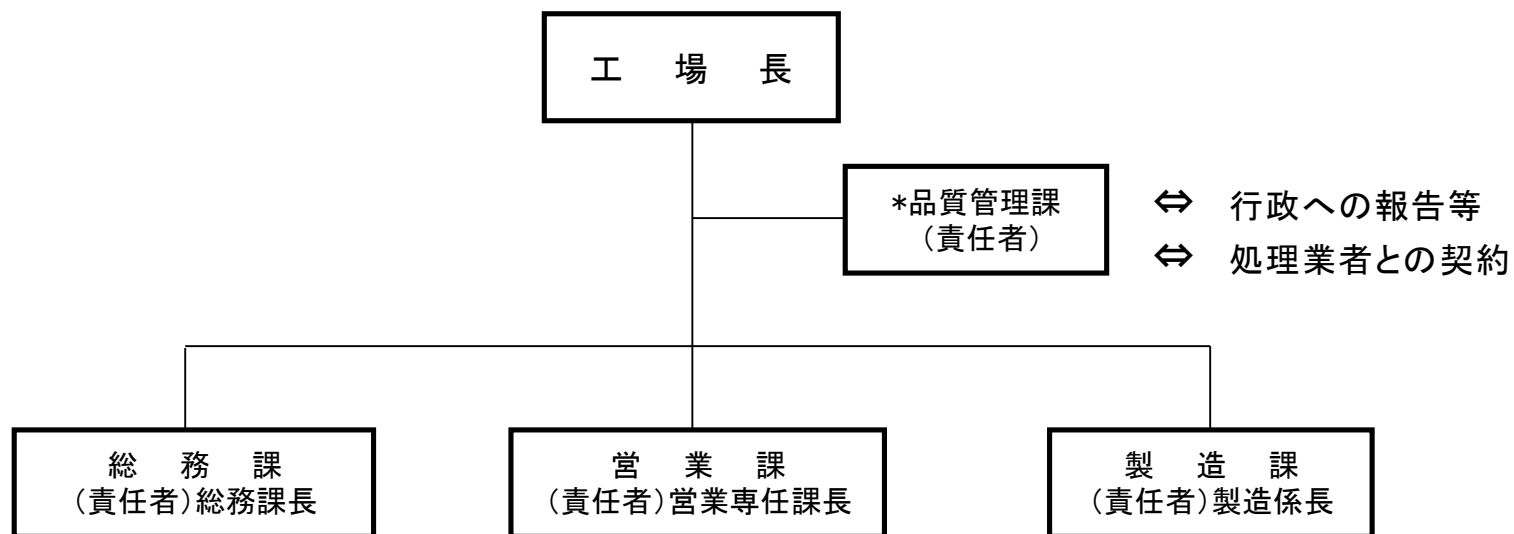 工　場　長
*品質管理課
（責任者）
⇔　行政への報告等
⇔　処理業者との契約
総　務　課
（責任者）総務課長
営　業　課
（責任者）営業専任課長
製　造　課
（責任者）製造係長